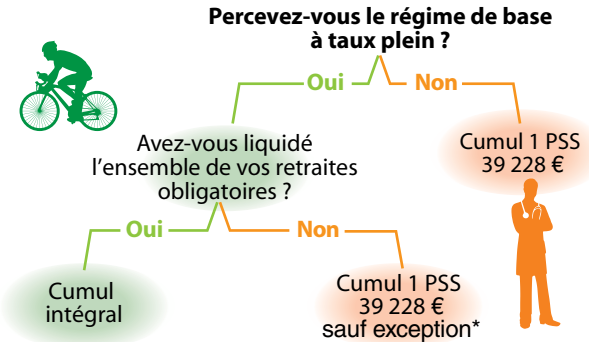 Percevez-vous le régime de base
à taux plein ?
Oui
Non
Avez-vous liquidé
l'ensemble de vos retraites
obligatoires ?
Cumul 1 PSS
39 228 €
Oui
Non
Cumul
intégral
Cumul 1 PSS
39 228 €
sauf exception*